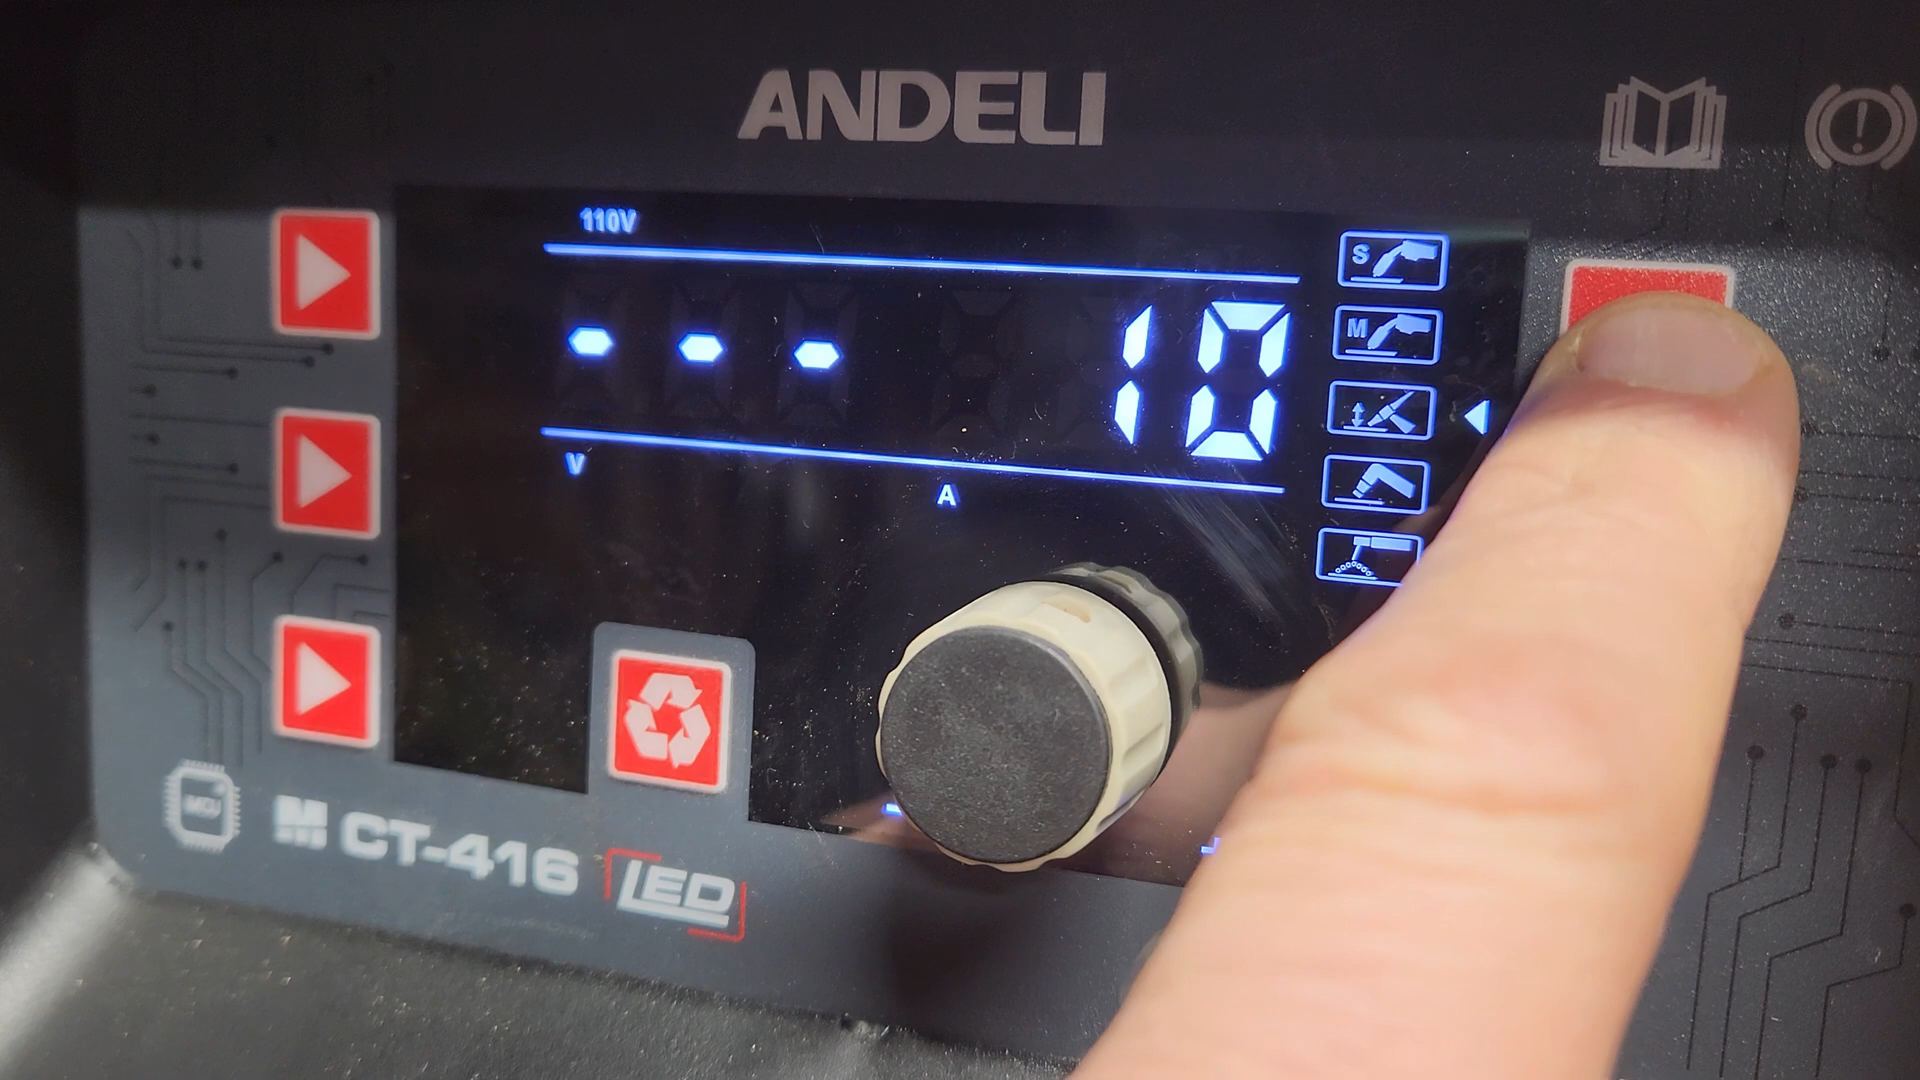 ANDELI
110V
S
- - - 10
M
V
A
CT-416
LED